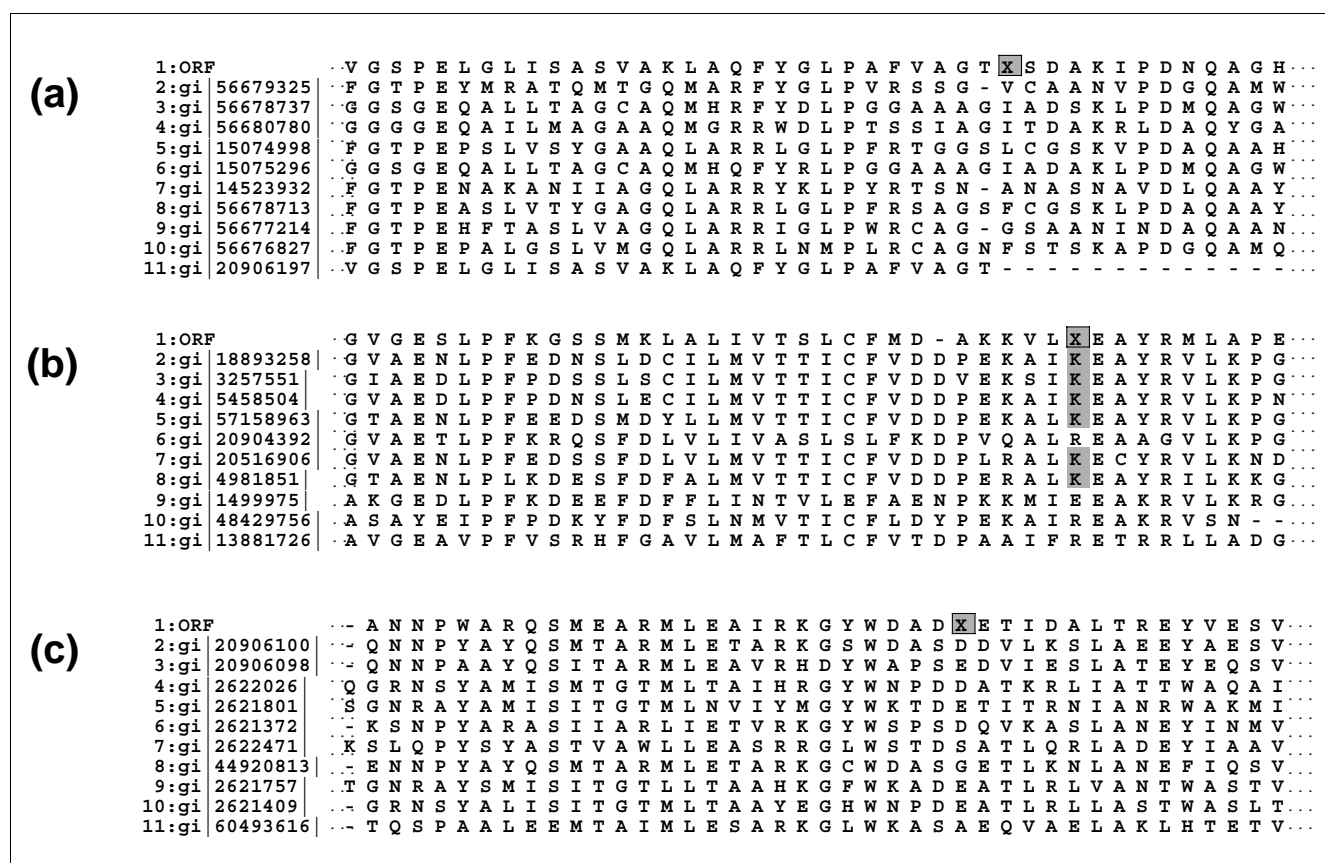 (a)
1:ORF ··V G S P E L G L I S A S V A K L A Q F Y G L P A F V A G T X S D A K I P D N Q A G H···
2:gi|56679325| ··F G T P E Y M R A T Q M T G Q M A R F Y G L P V R S S G - V C A A N V P D G Q A M W···
3:gi|56678737| ··G G S G E Q A L L T A G C A Q M H R F Y D L P G G A A A G I A D S K L P D M Q A G W···
4:gi|56680780| ··G G G G E Q A I L M A G A A Q M G R R W D L P T S S I A G I T D A K R L D A Q Y G A···
5:gi|15074998| ··F G T P E P S L V S Y G A A Q L A R R L G L P F R T G G S L C G S K V P D A Q A A H···
6:gi|15075296| ··G G S G E Q A L L T A G C A Q M H Q F Y R L P G G A A A G I A D A K L P D M Q A G W···
7:gi|14523932| ··F G T P E N A K A N I I A G Q L A R R Y K L P Y R T S N - A N A S N A V D L Q A A Y···
8:gi|56678713| ··F G T P E A S L V T Y G A G Q L A R R L G L P F R S A G S F C G S K L P D A Q A A Y···
9:gi|56677214| ··F G T P E H F T A S L V A G Q L A R R I G L P W R C A G - G S A A N I N D A Q A A N···
10:gi|56676827| ··F G T P E P A L G S L V M G Q L A R R L N M P L R C A G N F S T S K A P D G Q A M Q···
11:gi|20906197| ··V G S P E L G L I S A S V A K L A Q F Y G L P A F V A G T - - - - - - - - - - - - -···
(b)
1:ORF ··G V G E S L P F K G S S M K L A L I V T S L C F M D - A K K V L X E A Y R M L A P E···
2:gi|18893258| ··G V A E N L P F E D N S L D C I L M V T T I C F V D D P E K A I K E A Y R V L K P G···
3:gi|3257551| ··G I A E D L P F P D S S L S C I L M V T T I C F V D D V E K S I K E A Y R V L K P G···
4:gi|5458504| ··G V A E D L P F P D N S L E C I L M V T T I C F V D D P E K A I K E A Y R V L K P N···
5:gi|57158963| ··G T A E N L P F E E D S M D Y L L M V T T I C F V D D P E K A L K E A Y R V L K P G···
6:gi|20904392| ··G V A E T L P F K R Q S F D L V L I V A S L S L F K D P V Q A L R E A A G V L K P G···
7:gi|20516906| ··G V A E N L P F E D S S F D L V L M V T T I C F V D D P L R A L K E C Y R V L K N D···
8:gi|4981851| ··G T A E N L P L K D E S F D F A L M V T T I C F V D D P E R A L K E A Y R I L K K G···
9:gi|1499975| ··A K G E D L P F K D E E F D F F L I N T V L E F A E N P K K M I E E A K R V L K R G···
10:gi|48429756| ··A S A Y E I P F P D K Y F D F S L N M V T I C F L D Y P E K A I R E A K R V S N - -···
11:gi|13881726| ··A V G E A V P F V S R H F G A V L M A F T L C F V T D P A A I F R E T R R L L A D G···
(c)
1:ORF ··- A N N P W A R Q S M E A R M L E A I R K G Y W D A D X E T I D A L T R E Y V E S V···
2:gi|20906100| ··- Q N N P Y A Y Q S M T A R M L E T A R K G S W D A S D D V L K S L A E E Y A E S V···
3:gi|20906098| ··- Q N N P A A Y Q S I T A R M L E A V R H D Y W A P S E D V I E S L A T E Y E Q S V···
4:gi|2622026| ··Q G R N S Y A M I S M T G T M L T A I H R G Y W N P D D A T K R L I A T T W A Q A I···
5:gi|2621801| ··S G N R A Y A M I S I T G T M L N V I Y M G Y W K T D E T I T R N I A N R W A K M I···
6:gi|2621372| ··- K S N P Y A R A S I I A R L I E T V R K G Y W S P S D Q V K A S L A N E Y I N M V···
7:gi|2622471| ··K S L Q P Y S Y A S T V A W L L E A S R R G L W S T D S A T L Q R L A D E Y I A A V···
8:gi|44920813| ··- E N N P Y A Y Q S M T A R M L E T A R K G C W D A S G E T L K N L A N E F I Q S V···
9:gi|2621757| ··T G N R A Y S M I S I T G T L L T A A H K G F W K A D E A T L R L V A N T W A S T V···
10:gi|2621409| ··- G R N S Y A L I S I T G T M L T A A Y E G H W N P D E A T L R L L A S T W A S L T···
11:gi|60493616| ··- T Q S P A A L E E M T A I M L E S A R K G L W K A S A E Q V A E L A K L H T E T V···